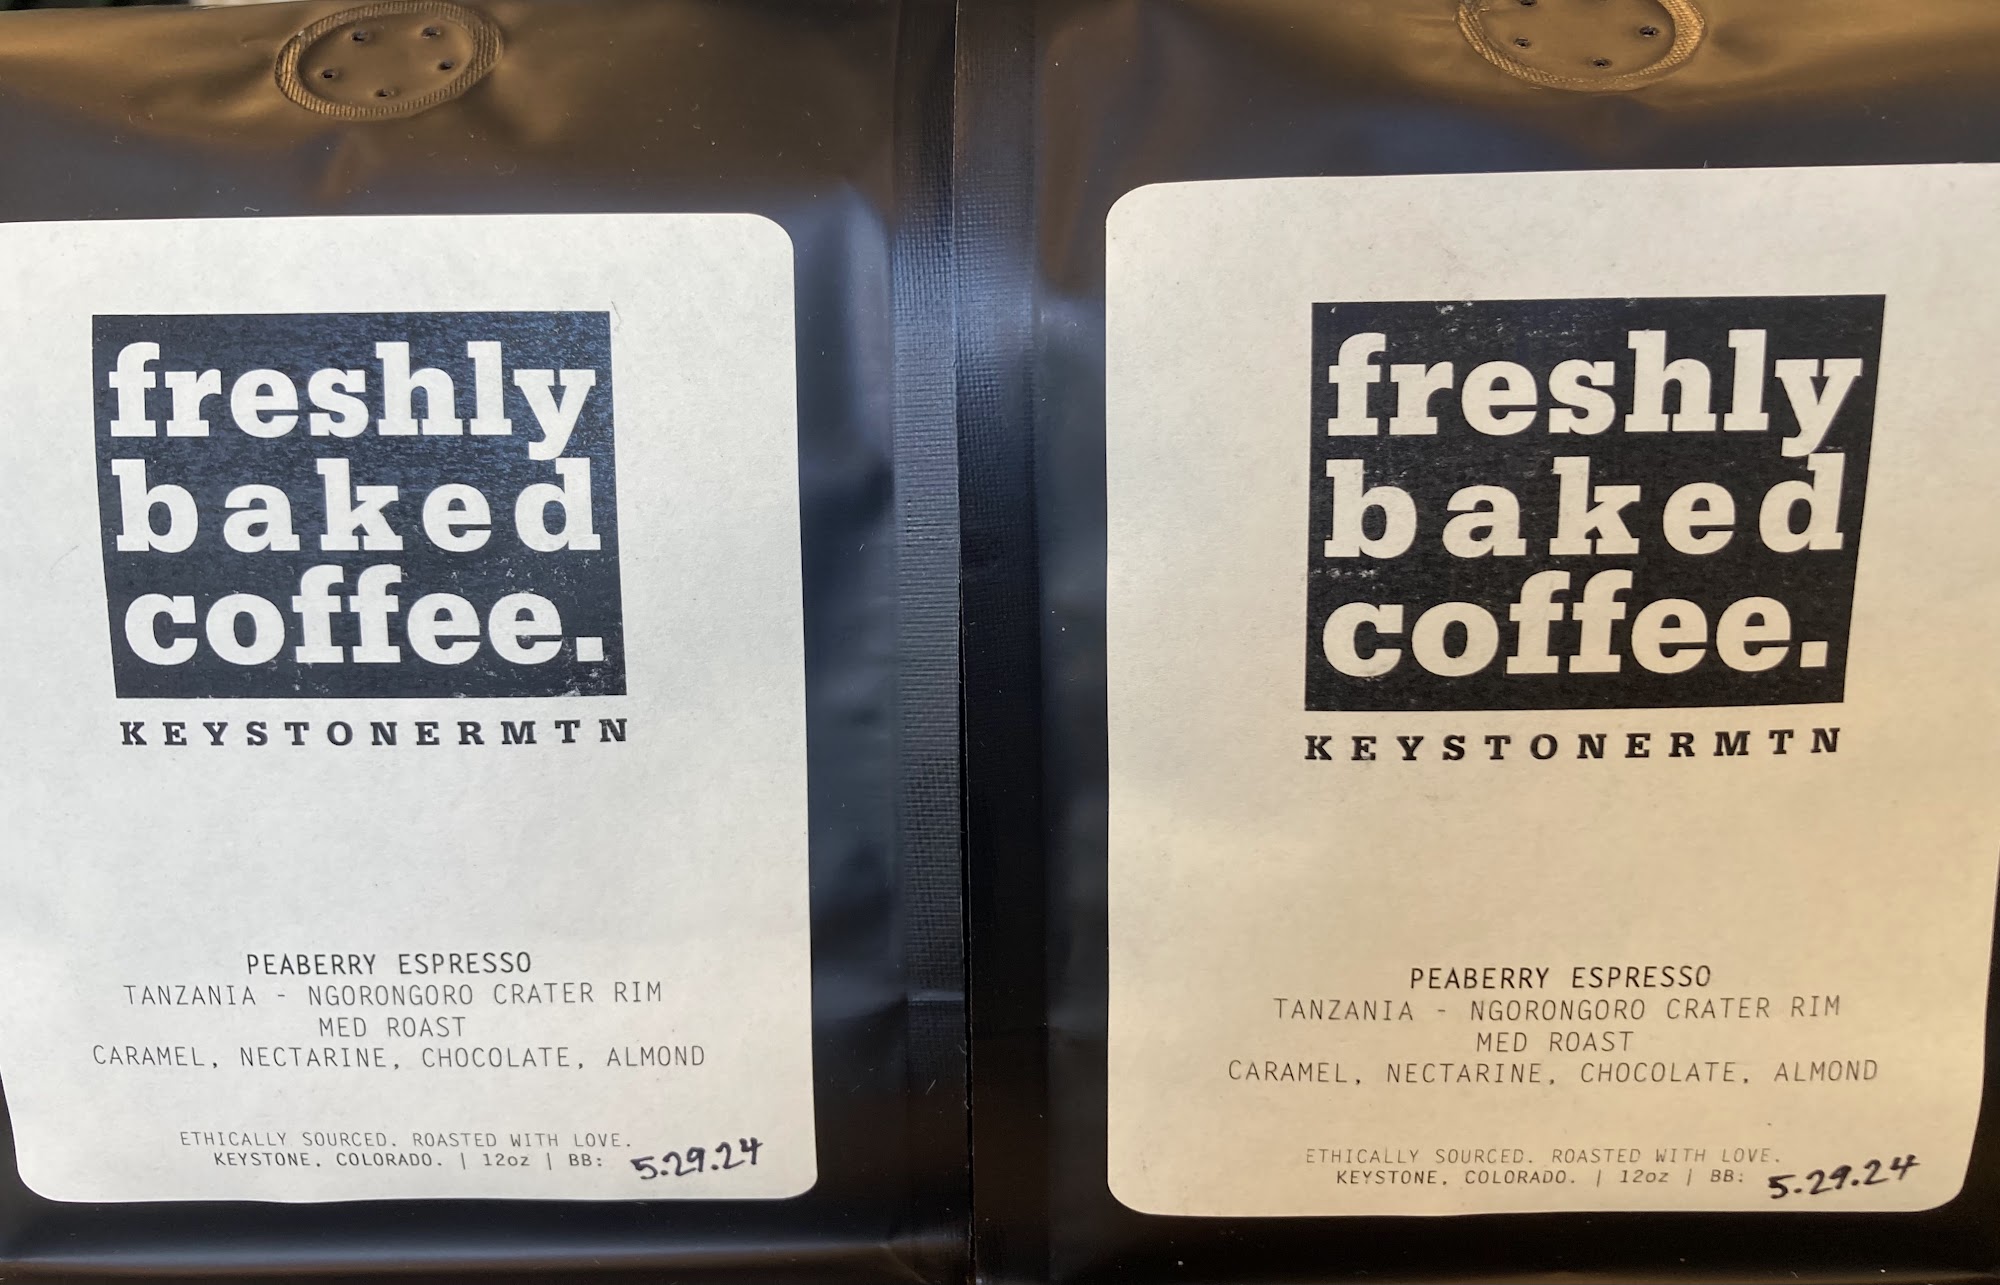 freshly
baked
coffee.
KEYSTONERMTN
PEABERRY ESPRESSO
TANZANIA - NGORONGORO CRATER RIM
MED ROAST
CARAMEL, NECTARINE, CHOCOLATE, ALMOND
ETHICALLY SOURCED. ROASTED WITH LOVE.
KEYSTONE, COLORADO. | 12oz | BB: 5.29.24
freshly
baked
coffee.
KEYSTONERMTN
PEABERRY ESPRESSO
TANZANIA - NGORONGORO CRATER RIM
MED ROAST
CARAMEL, NECTARINE, CHOCOLATE, ALMOND
ETHICALLY SOURCED. ROASTED WITH LOVE.
KEYSTONE, COLORADO. | 12oz | BB: 5.29.24